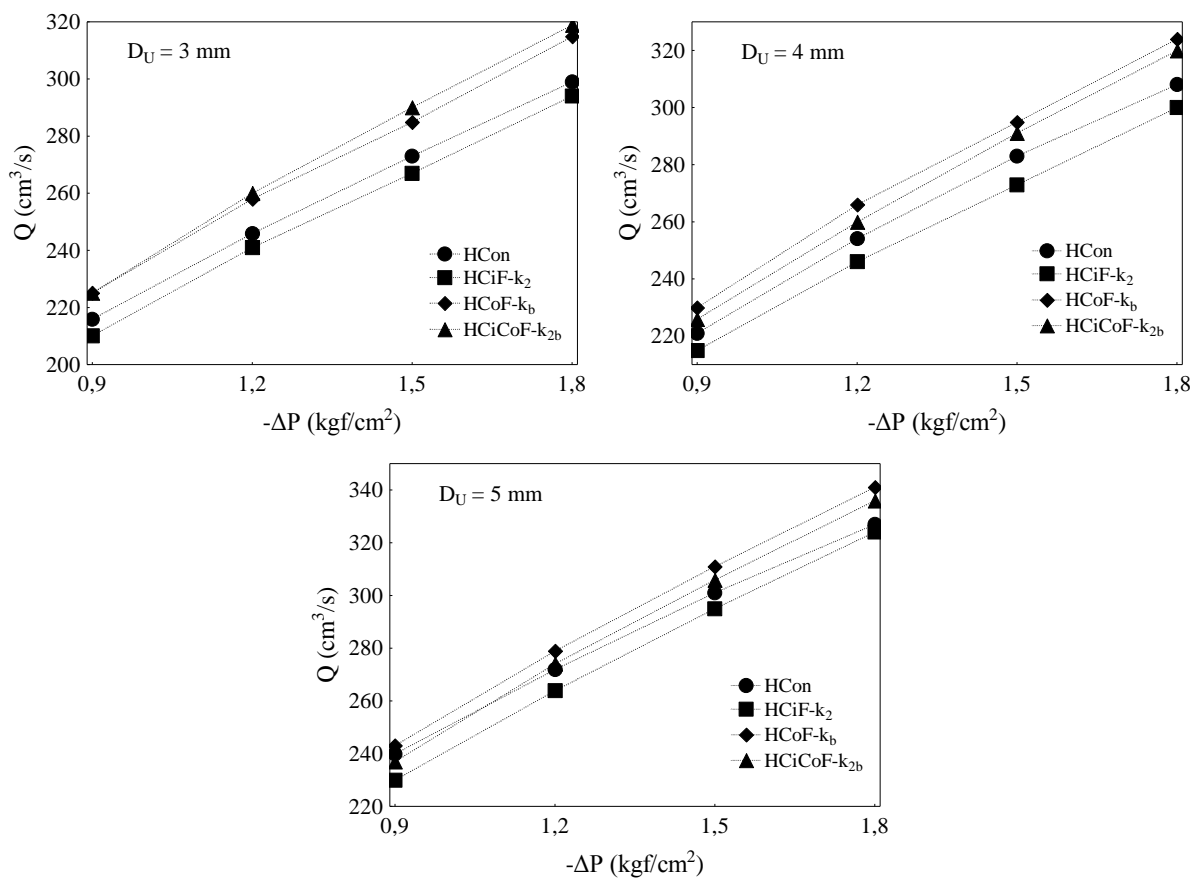 D_U = 3 mm
Q (cm³/s)
320
300
280
260
240
220
200
HCon
HCiF-k₂
HCoF-k_b
HCiCoF-k_2b
0,9 1,2 1,5 1,8
-ΔP (kgf/cm²)
D_U = 4 mm
Q (cm³/s)
320
300
280
260
240
220
HCon
HCiF-k₂
HCoF-k_b
HCiCoF-k_2b
0,9 1,2 1,5 1,8
-ΔP (kgf/cm²)
D_U = 5 mm
Q (cm³/s)
340
320
300
280
260
240
220
HCon
HCiF-k₂
HCoF-k_b
HCiCoF-k_2b
0,9 1,2 1,5 1,8
-ΔP (kgf/cm²)